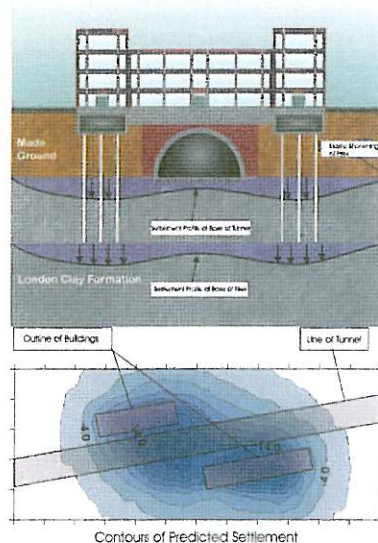 Made
Ground
Elastic Shortening
of Piles
Settlement Profile at Base of Tunnel
London Clay Formation
Settlement Profile at Base of Piles
Outline of Buildings
Line of Tunnel
Contours of Predicted Settlement